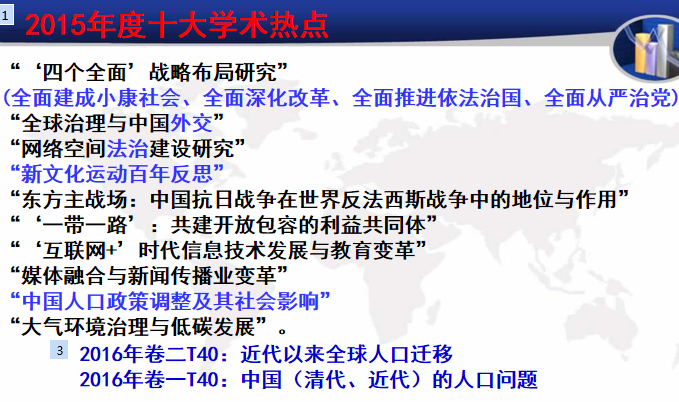 1
2015年度十大学术热点
“‘四个全面’战略布局研究”
(全面建成小康社会、全面深化改革、全面推进依法治国、全面从严治党)
“全球治理与中国外交”
“网络空间法治建设研究”
“新文化运动百年反思”
“东方主战场：中国抗日战争在世界反法西斯战争中的地位与作用”
“‘一带一路’：共建开放包容的利益共同体”
“‘互联网+’时代信息技术发展与教育变革”
“媒体融合与新闻传播业变革”
“中国人口政策调整及其社会影响”
“大气环境治理与低碳发展”。
3
2016年卷二T40：近代以来全球人口迁移
2016年卷一T40：中国（清代、近代）的人口问题